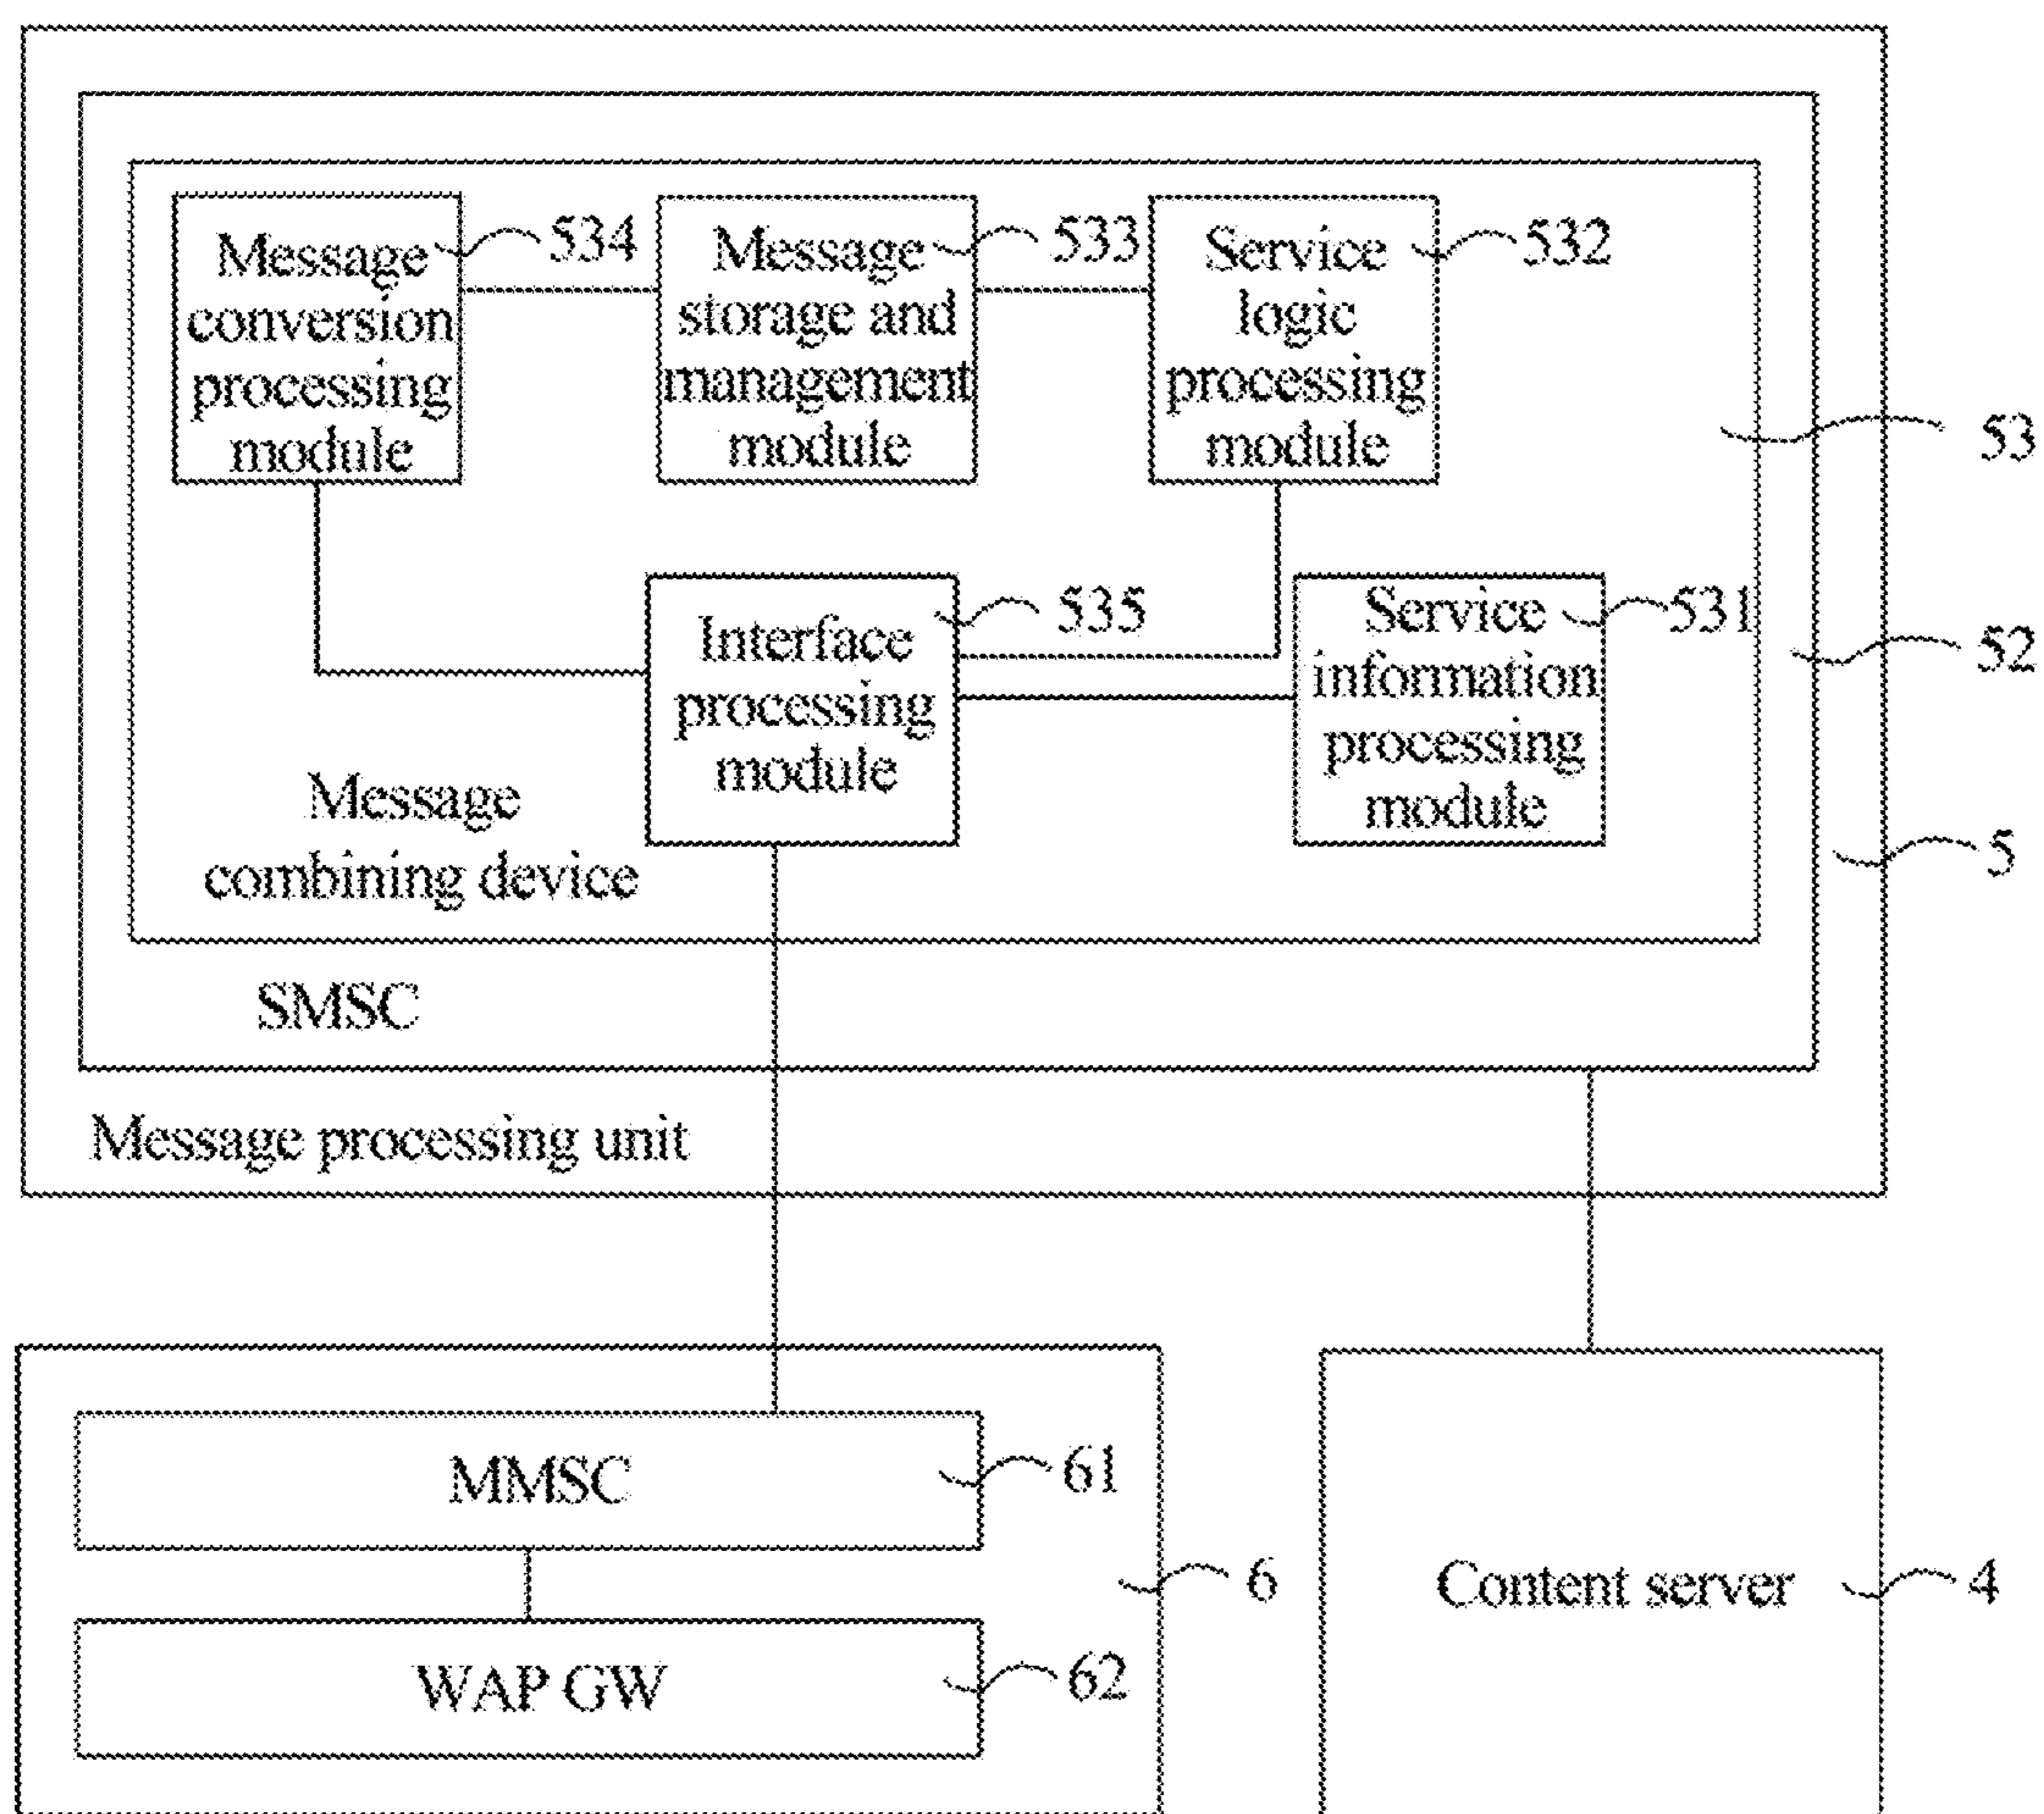 Message
conversion
processing
module
534
Message
storage and
management
module
533
Service
logic
processing
module
532
53
Interface
processing
module
535
Service
information
processing
module
531
52
Message
combining device
5
SMSC
Message processing unit
MMSC
61
6
WAP GW
62
Content server
4